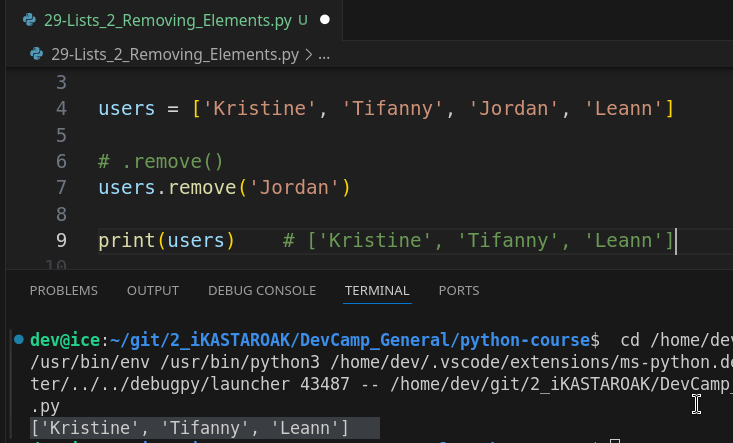 29-Lists_2_Removing_Elements.py U
29-Lists_2_Removing_Elements.py > ...
3
4 users = ['Kristine', 'Tifanny', 'Jordan', 'Leann']
5
6 # .remove()
7 users.remove('Jordan')
8
9 print(users)    # ['Kristine', 'Tifanny', 'Leann']
10
PROBLEMS OUTPUT DEBUG CONSOLE TERMINAL PORTS
dev@ice:~/git/2_iKASTAROAK/DevCamp_General/python-course$  cd /home/dev
/usr/bin/env /usr/bin/python3 /home/dev/.vscode/extensions/ms-python.de
ter/../../debugpy/launcher 43487 -- /home/dev/git/2_iKASTAROAK/DevCamp_
.py
['Kristine', 'Tifanny', 'Leann']